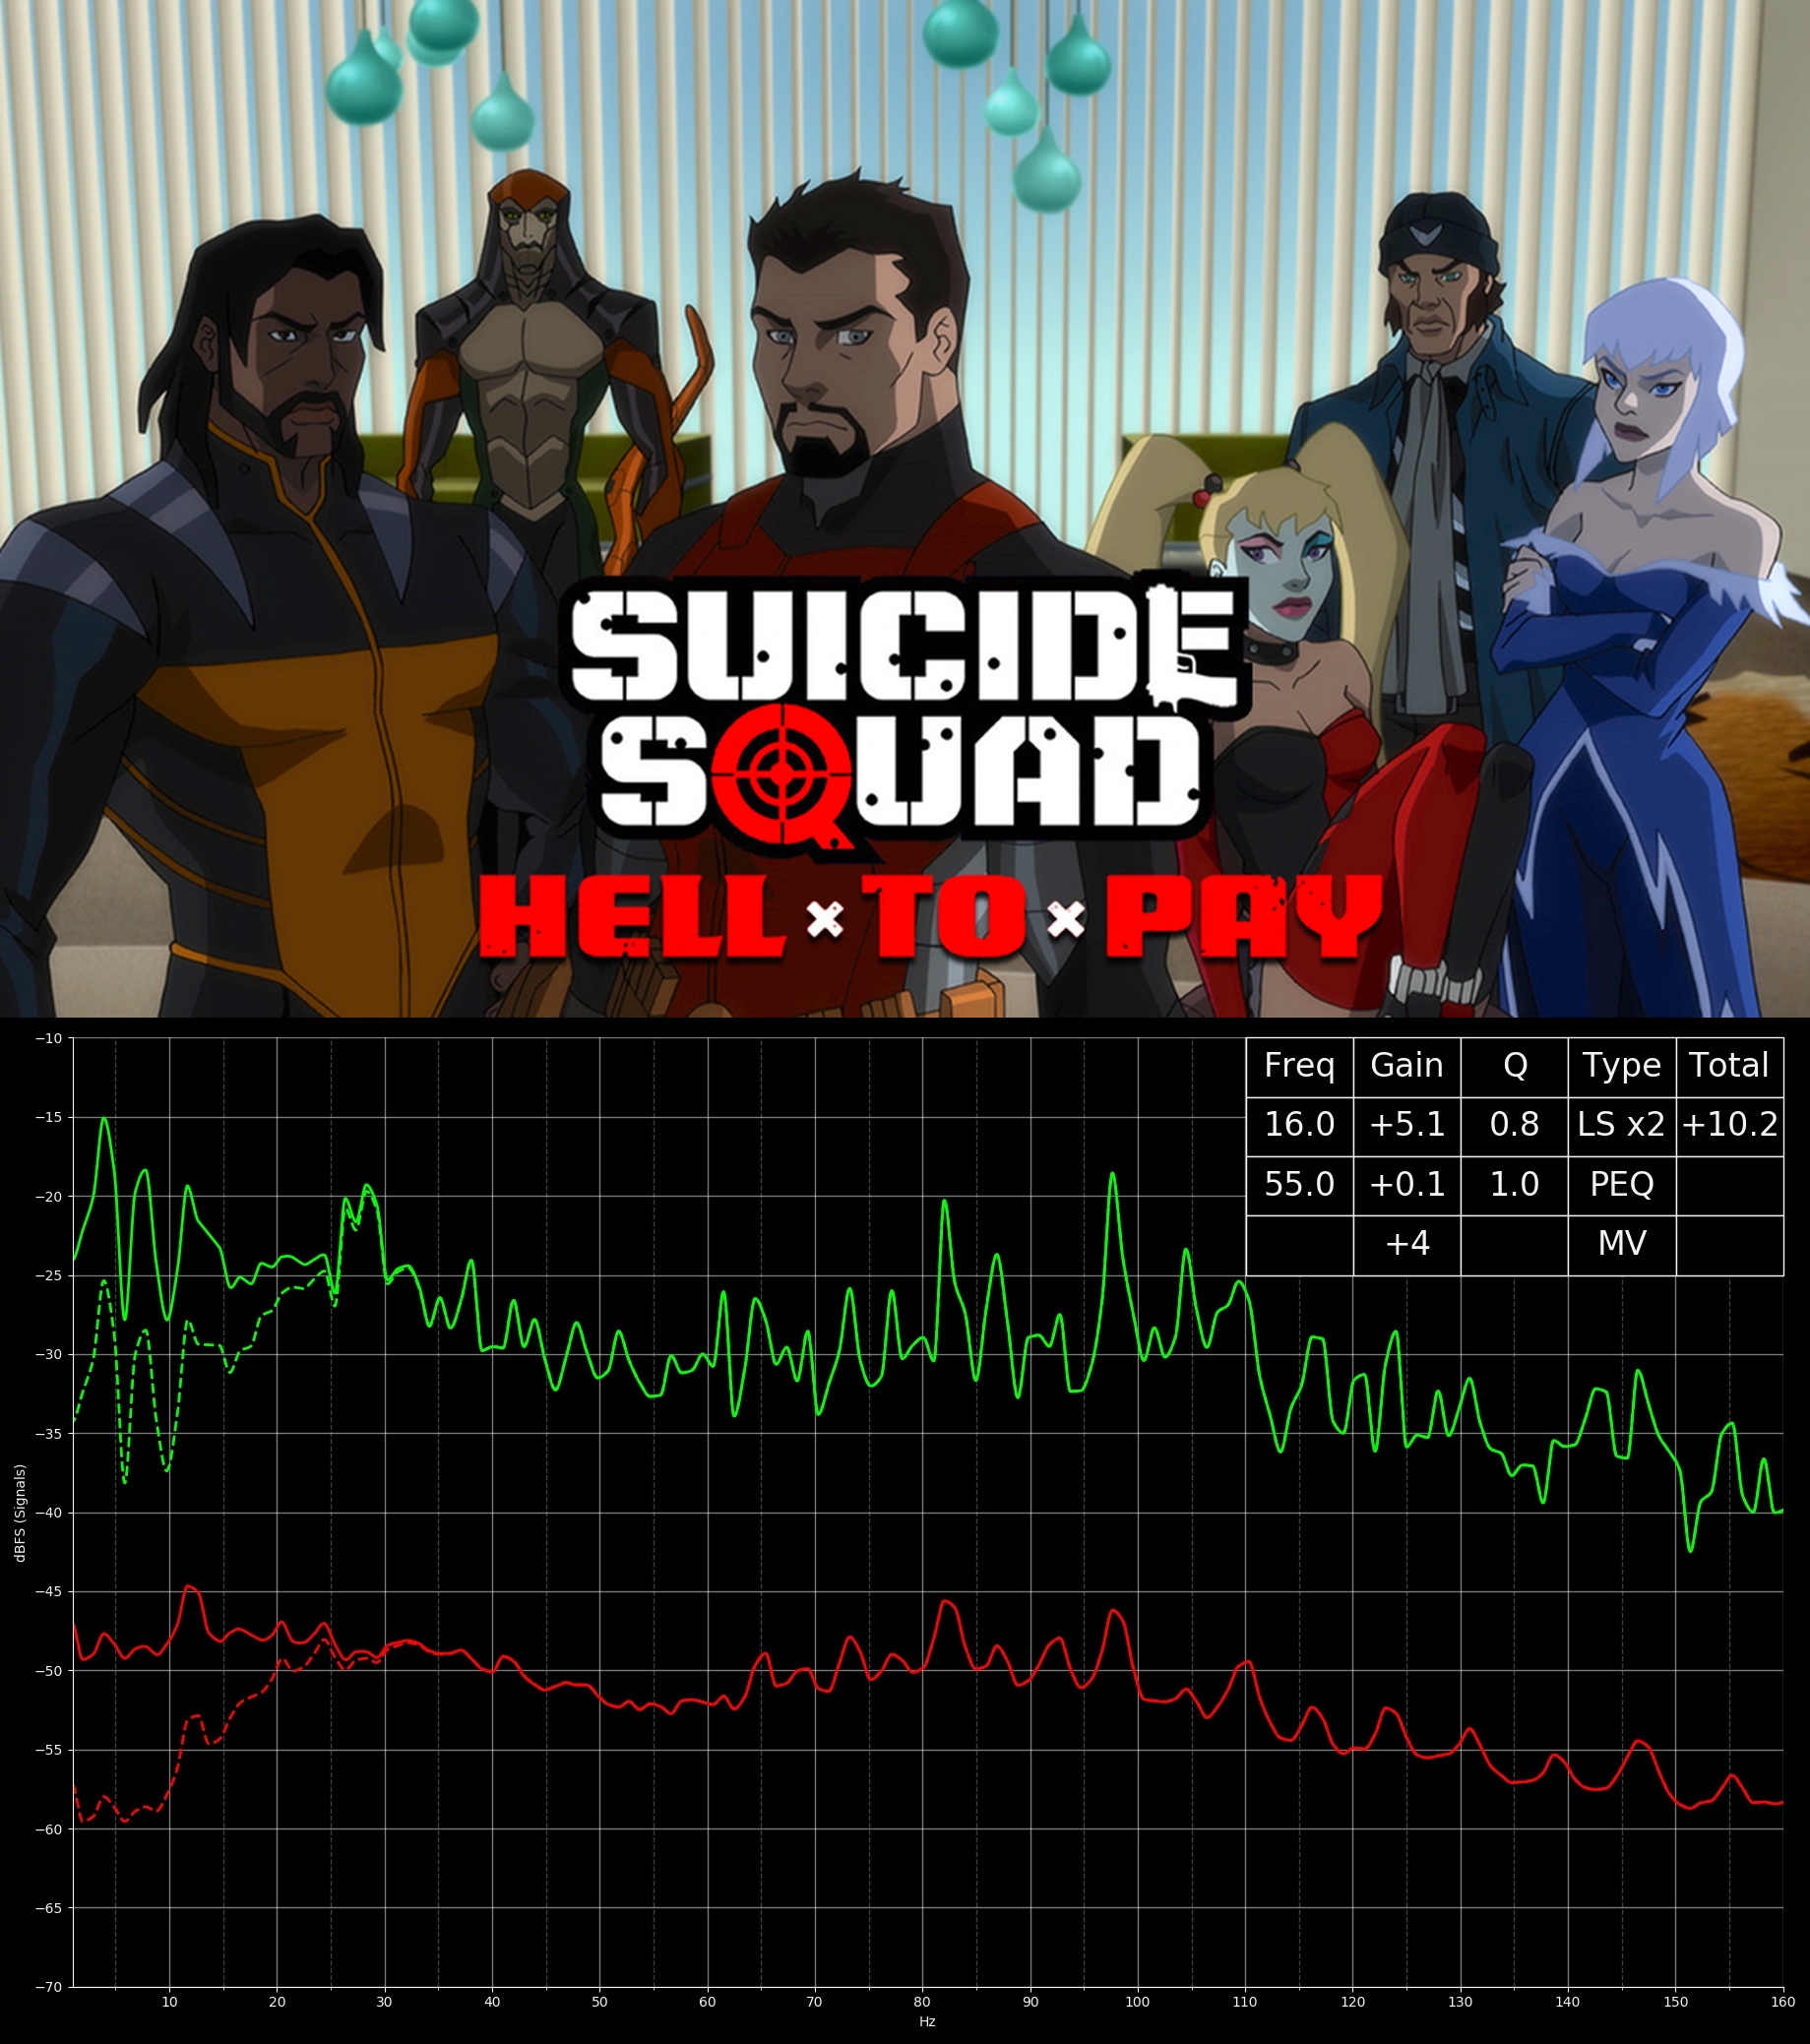 SUICIDE
SQUAD
HELL TO PAY
Freq Gain Q Type Total
16.0 +5.1 0.8 LS x2 +10.2
55.0 +0.1 1.0 PEQ
+4 MV
−10
−15
−20
−25
−30
−35
−40
−45
−50
−55
−60
−65
−70
dBFS (Signals)
10 20 30 40 50 60 70 80 90 100 110 120 130 140 150 160
Hz